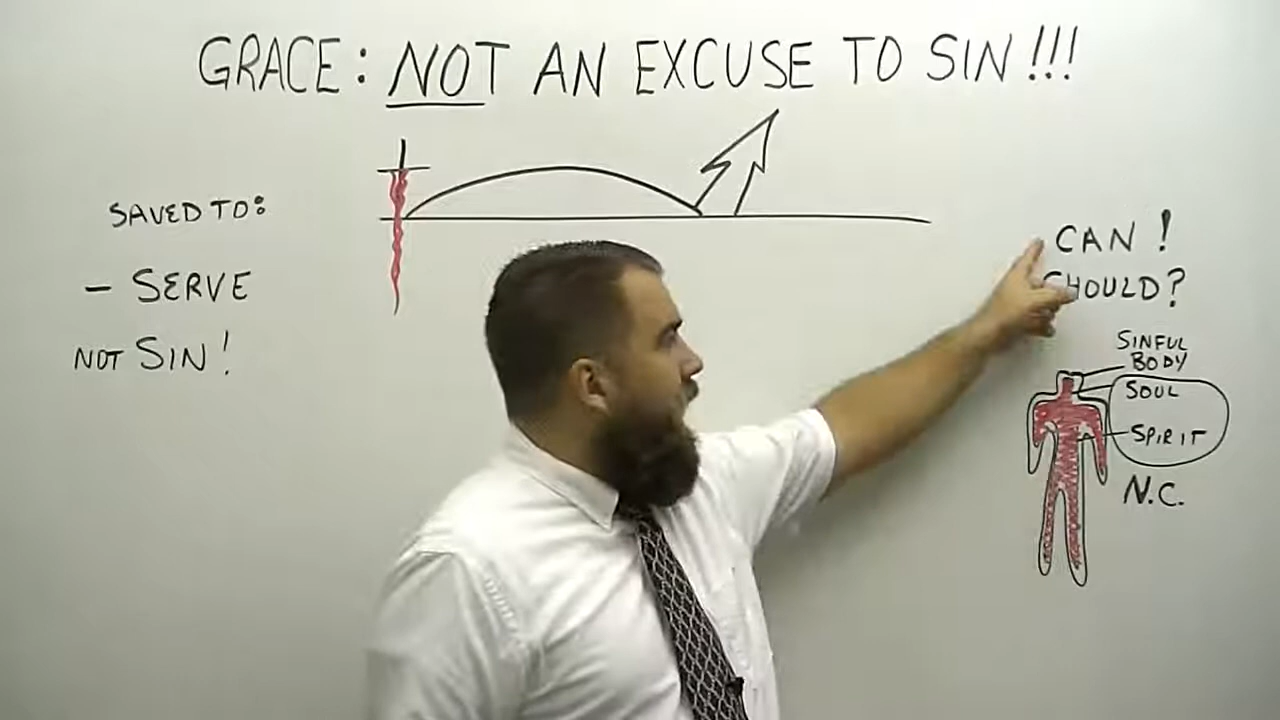 GRACE: NOT AN EXCUSE TO SIN!!!
SAVED TO:
- SERVE
NOT SIN!
CAN!
SHOULD?
SINFUL
BODY
SOUL
SPIRIT
N.C.